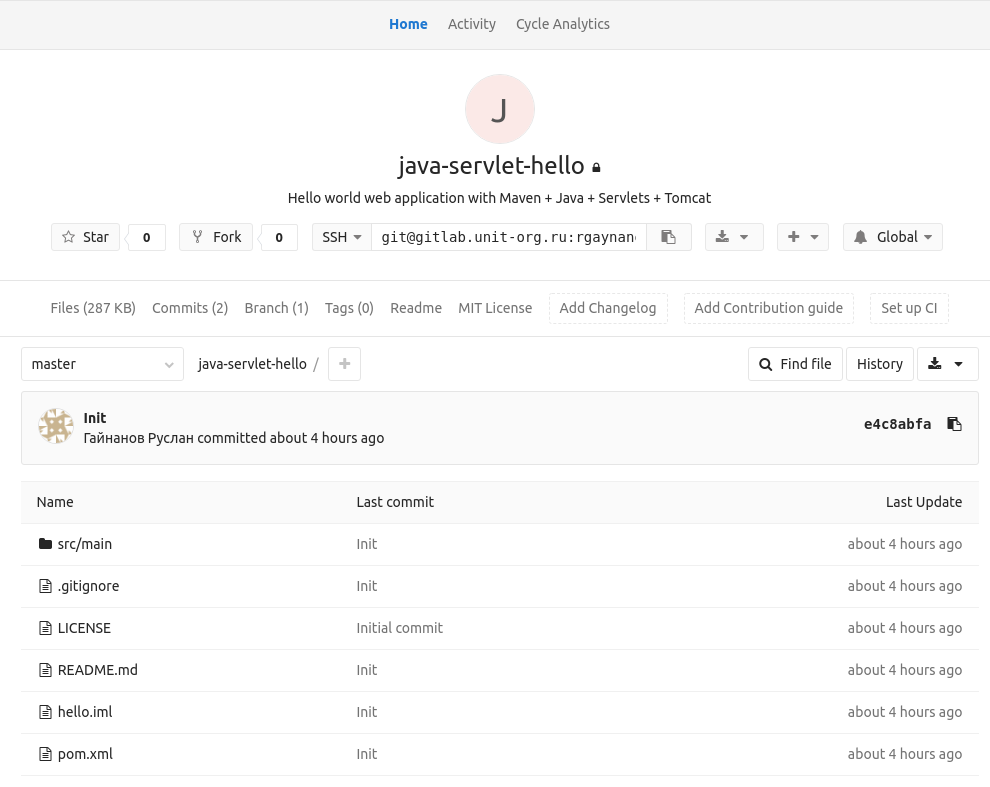 Home Activity Cycle Analytics
J
java-servlet-hello
Hello world web application with Maven + Java + Servlets + Tomcat
Star 0 Fork 0 SSH git@gitlab.unit-org.ru:rgaynan Global
Files (287 KB) Commits (2) Branch (1) Tags (0) Readme MIT License Add Changelog Add Contribution guide Set up CI
master java-servlet-hello / + Find file History
Init
Гайнанов Руслан committed about 4 hours ago e4c8abfa
Name Last commit Last Update
src/main Init about 4 hours ago
.gitignore Init about 4 hours ago
LICENSE Initial commit about 4 hours ago
README.md Init about 4 hours ago
hello.iml Init about 4 hours ago
pom.xml Init about 4 hours ago